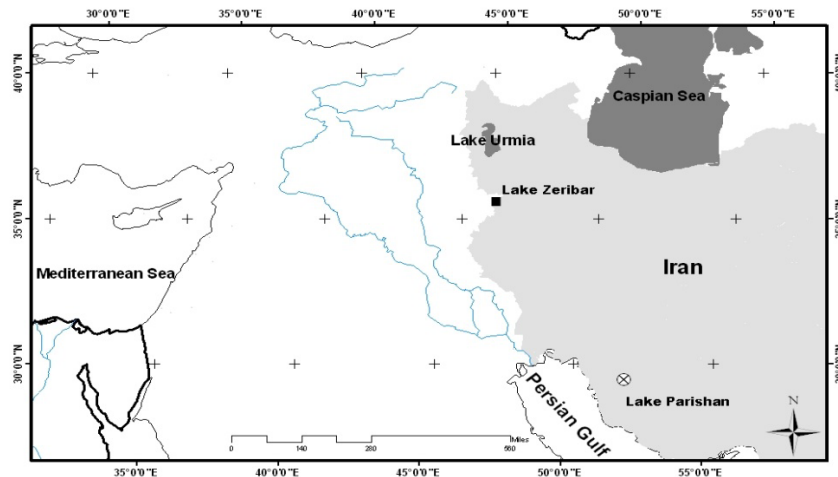 30°0'0"E 35°0'0"E 40°0'0"E 45°0'0"E 50°0'0"E 55°0'0"E
40°0'0"N
Caspian Sea
Lake Urmia
Lake Zeribar
35°0'0"N
Mediterranean Sea
Iran
30°0'0"N
Lake Parishan
Persian Gulf
N
Miles
0 140 280 560
35°0'0"E 40°0'0"E 45°0'0"E 50°0'0"E 55°0'0"E